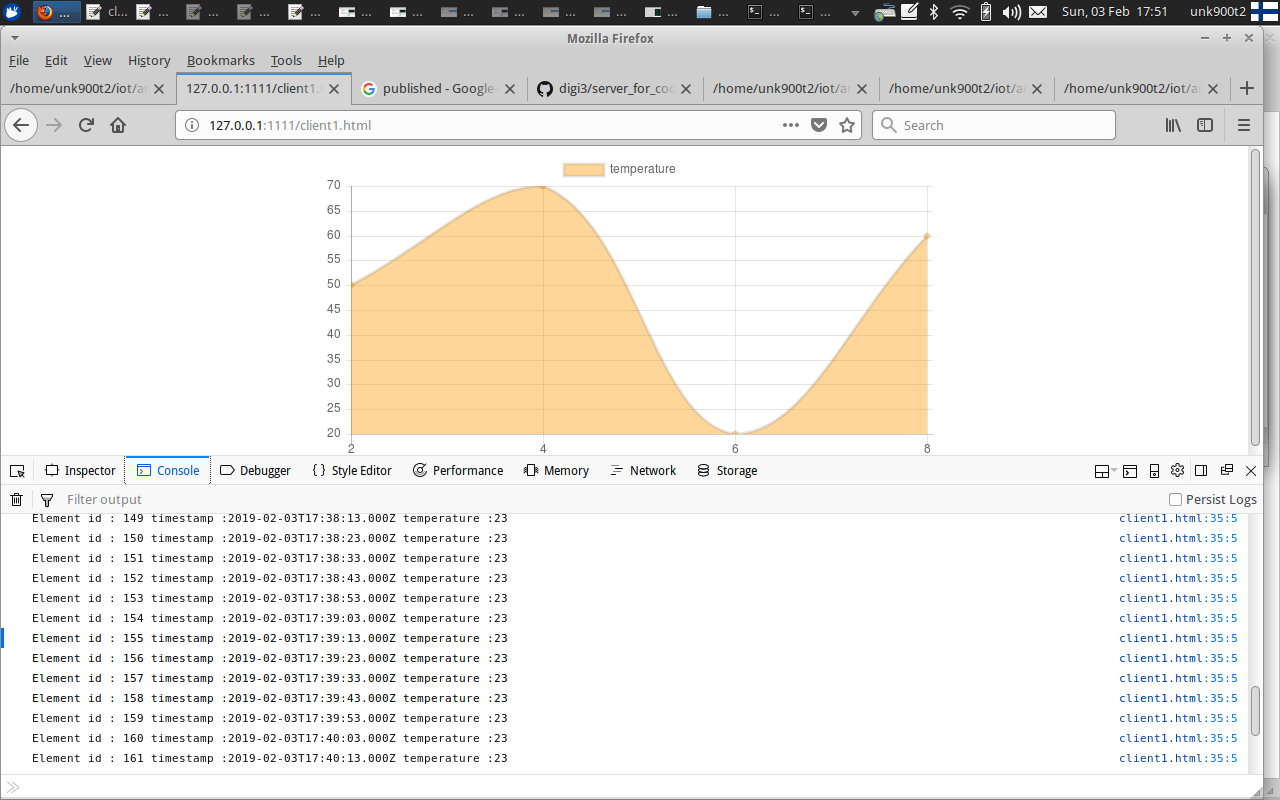 ... cl... ... ... ... ... ... ... ... ... ... ... ... ... ... ... Sun, 03 Feb 17:51 unk900t2
Mozilla Firefox
File Edit View History Bookmarks Tools Help
/home/unk900t2/iot/ar 127.0.0.1:1111/client1. published - Google- digi3/server_for_coc /home/unk900t2/iot/ar /home/unk900t2/iot/ar /home/unk900t2/iot/ar
127.0.0.1:1111/client1.html Search
temperature
70
65
60
55
50
45
40
35
30
25
20
2 4 6 8
Inspector Console Debugger Style Editor Performance Memory Network Storage
Filter output Persist Logs
Element id : 149 timestamp :2019-02-03T17:38:13.000Z temperature :23 client1.html:35:5
Element id : 150 timestamp :2019-02-03T17:38:23.000Z temperature :23 client1.html:35:5
Element id : 151 timestamp :2019-02-03T17:38:33.000Z temperature :23 client1.html:35:5
Element id : 152 timestamp :2019-02-03T17:38:43.000Z temperature :23 client1.html:35:5
Element id : 153 timestamp :2019-02-03T17:38:53.000Z temperature :23 client1.html:35:5
Element id : 154 timestamp :2019-02-03T17:39:03.000Z temperature :23 client1.html:35:5
Element id : 155 timestamp :2019-02-03T17:39:13.000Z temperature :23 client1.html:35:5
Element id : 156 timestamp :2019-02-03T17:39:23.000Z temperature :23 client1.html:35:5
Element id : 157 timestamp :2019-02-03T17:39:33.000Z temperature :23 client1.html:35:5
Element id : 158 timestamp :2019-02-03T17:39:43.000Z temperature :23 client1.html:35:5
Element id : 159 timestamp :2019-02-03T17:39:53.000Z temperature :23 client1.html:35:5
Element id : 160 timestamp :2019-02-03T17:40:03.000Z temperature :23 client1.html:35:5
Element id : 161 timestamp :2019-02-03T17:40:13.000Z temperature :23 client1.html:35:5